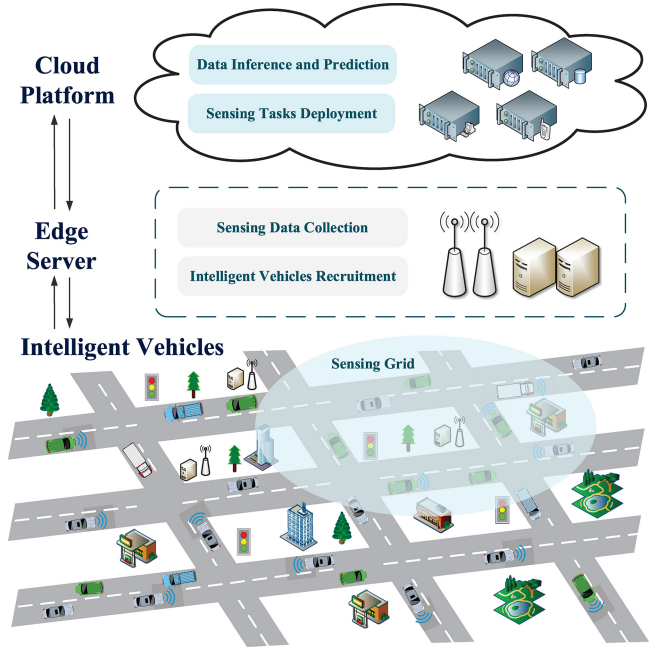 Cloud
Platform
Data Inference and Prediction
Sensing Tasks Deployment
Edge
Server
Sensing Data Collection
Intelligent Vehicles Recruitment
Intelligent Vehicles
Sensing Grid